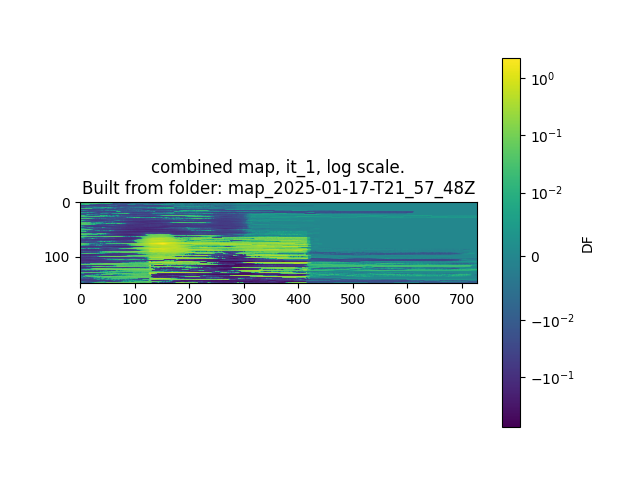 combined map, it_1, log scale.
Built from folder: map_2025-01-17-T21_57_48Z
0
100
0 100 200 300 400 500 600 700
10^0
10^-1
10^-2
0
-10^-2
-10^-1
DF